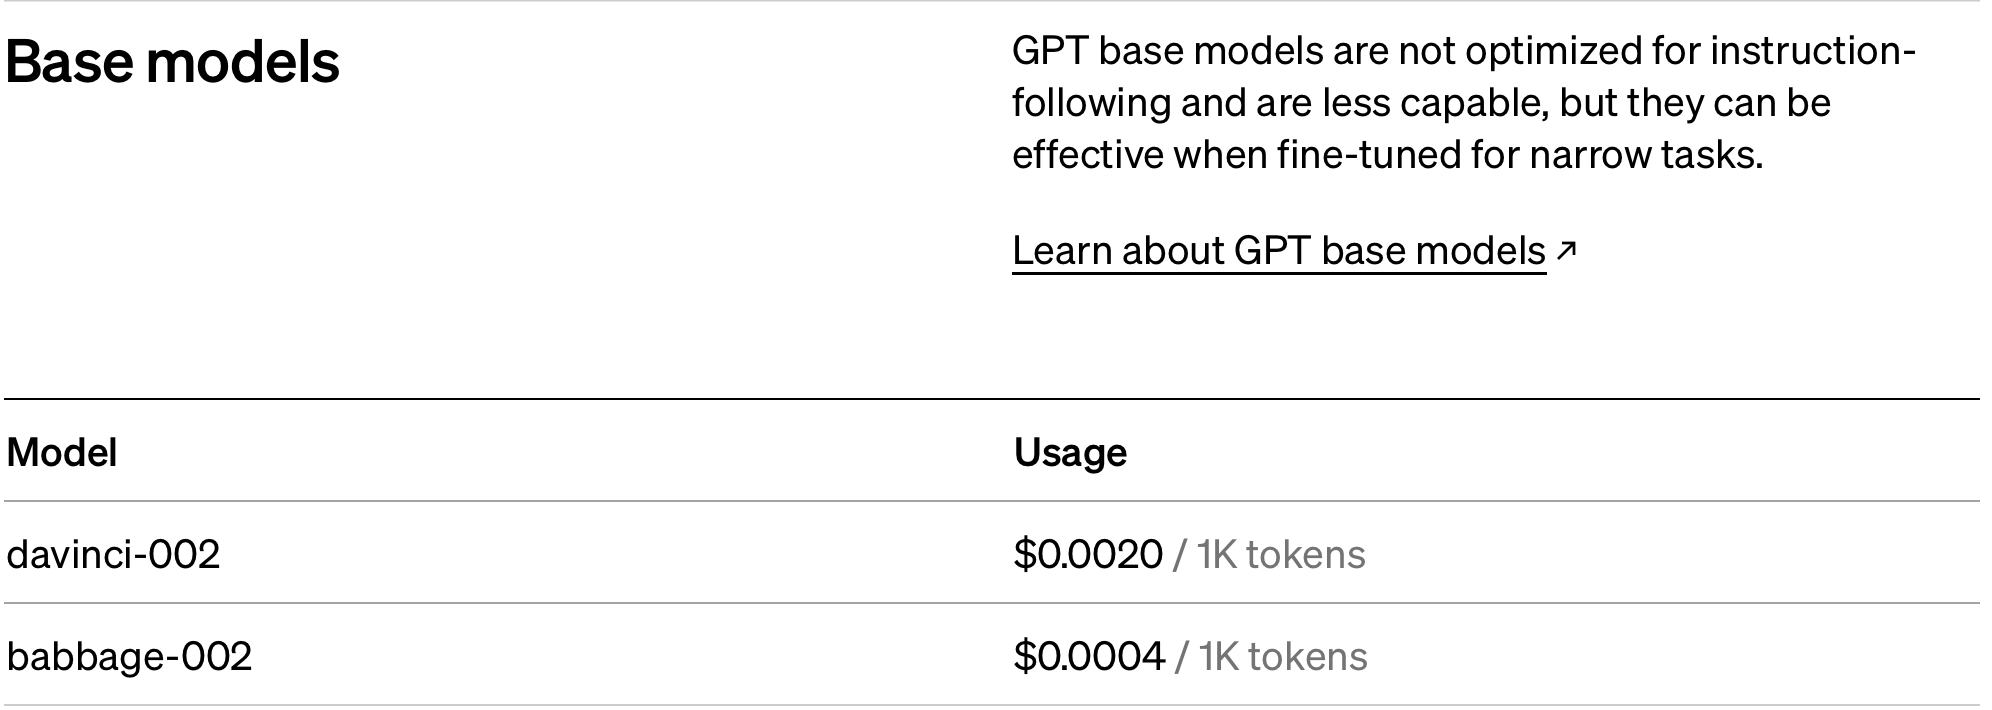 Base models
GPT base models are not optimized for instruction-
following and are less capable, but they can be
effective when fine-tuned for narrow tasks.
Learn about GPT base models ↗
Model Usage
davinci-002 $0.0020 / 1K tokens
babbage-002 $0.0004 / 1K tokens